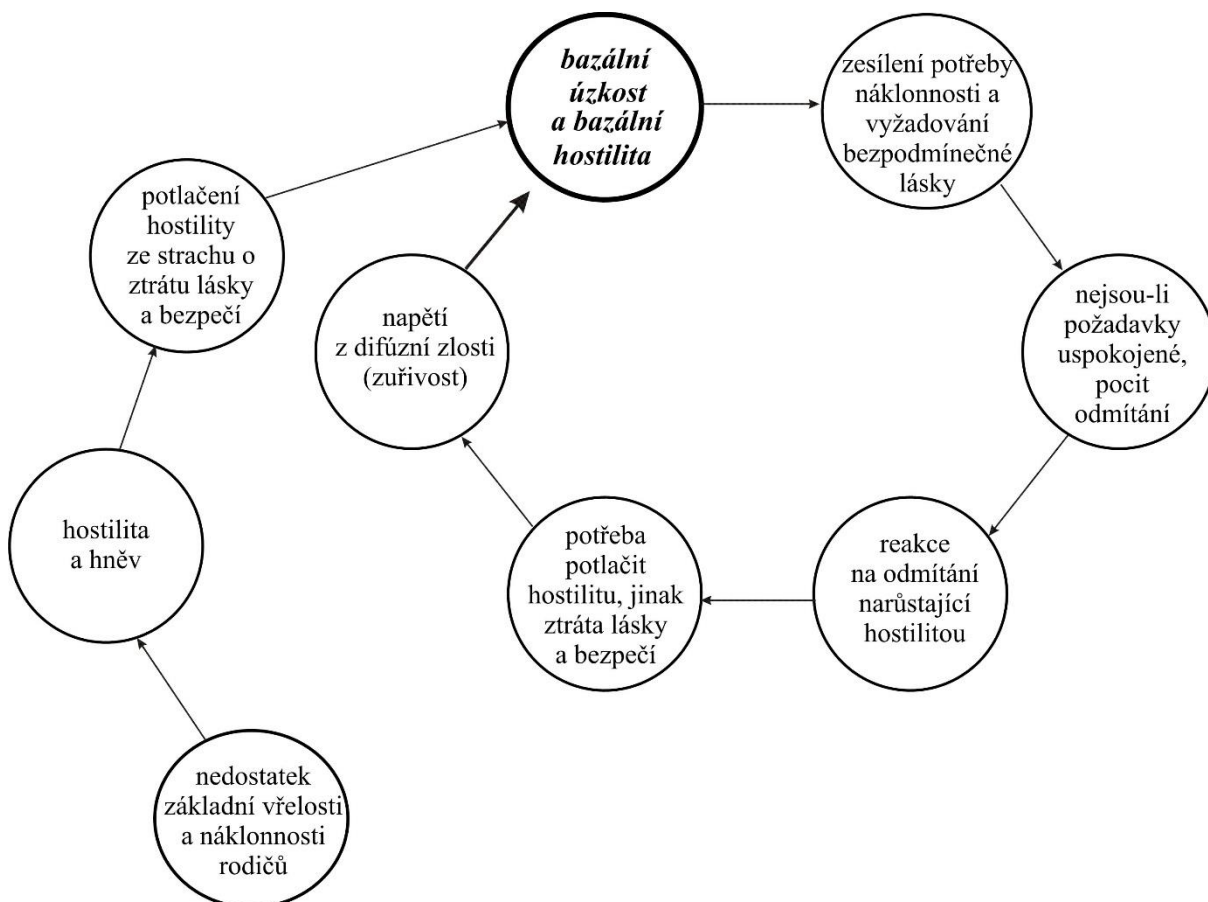 bazální
úzkost
a bazální
hostilita
zesílení potřeby
náklonnosti a
vyžadování
bezpodmínečné
lásky
nejsou-li
požadavky
uspokojené,
pocit
odmítání
reakce
na odmítání
narůstající
hostilitou
potřeba
potlačit
hostilitu, jinak
ztráta lásky
a bezpečí
napětí
z difúzní zlosti
(zuřivost)
potlačení
hostility
ze strachu o
ztrátu lásky
a bezpečí
hostilita
a hněv
nedostatek
základní vřelosti
a náklonnosti
rodičů